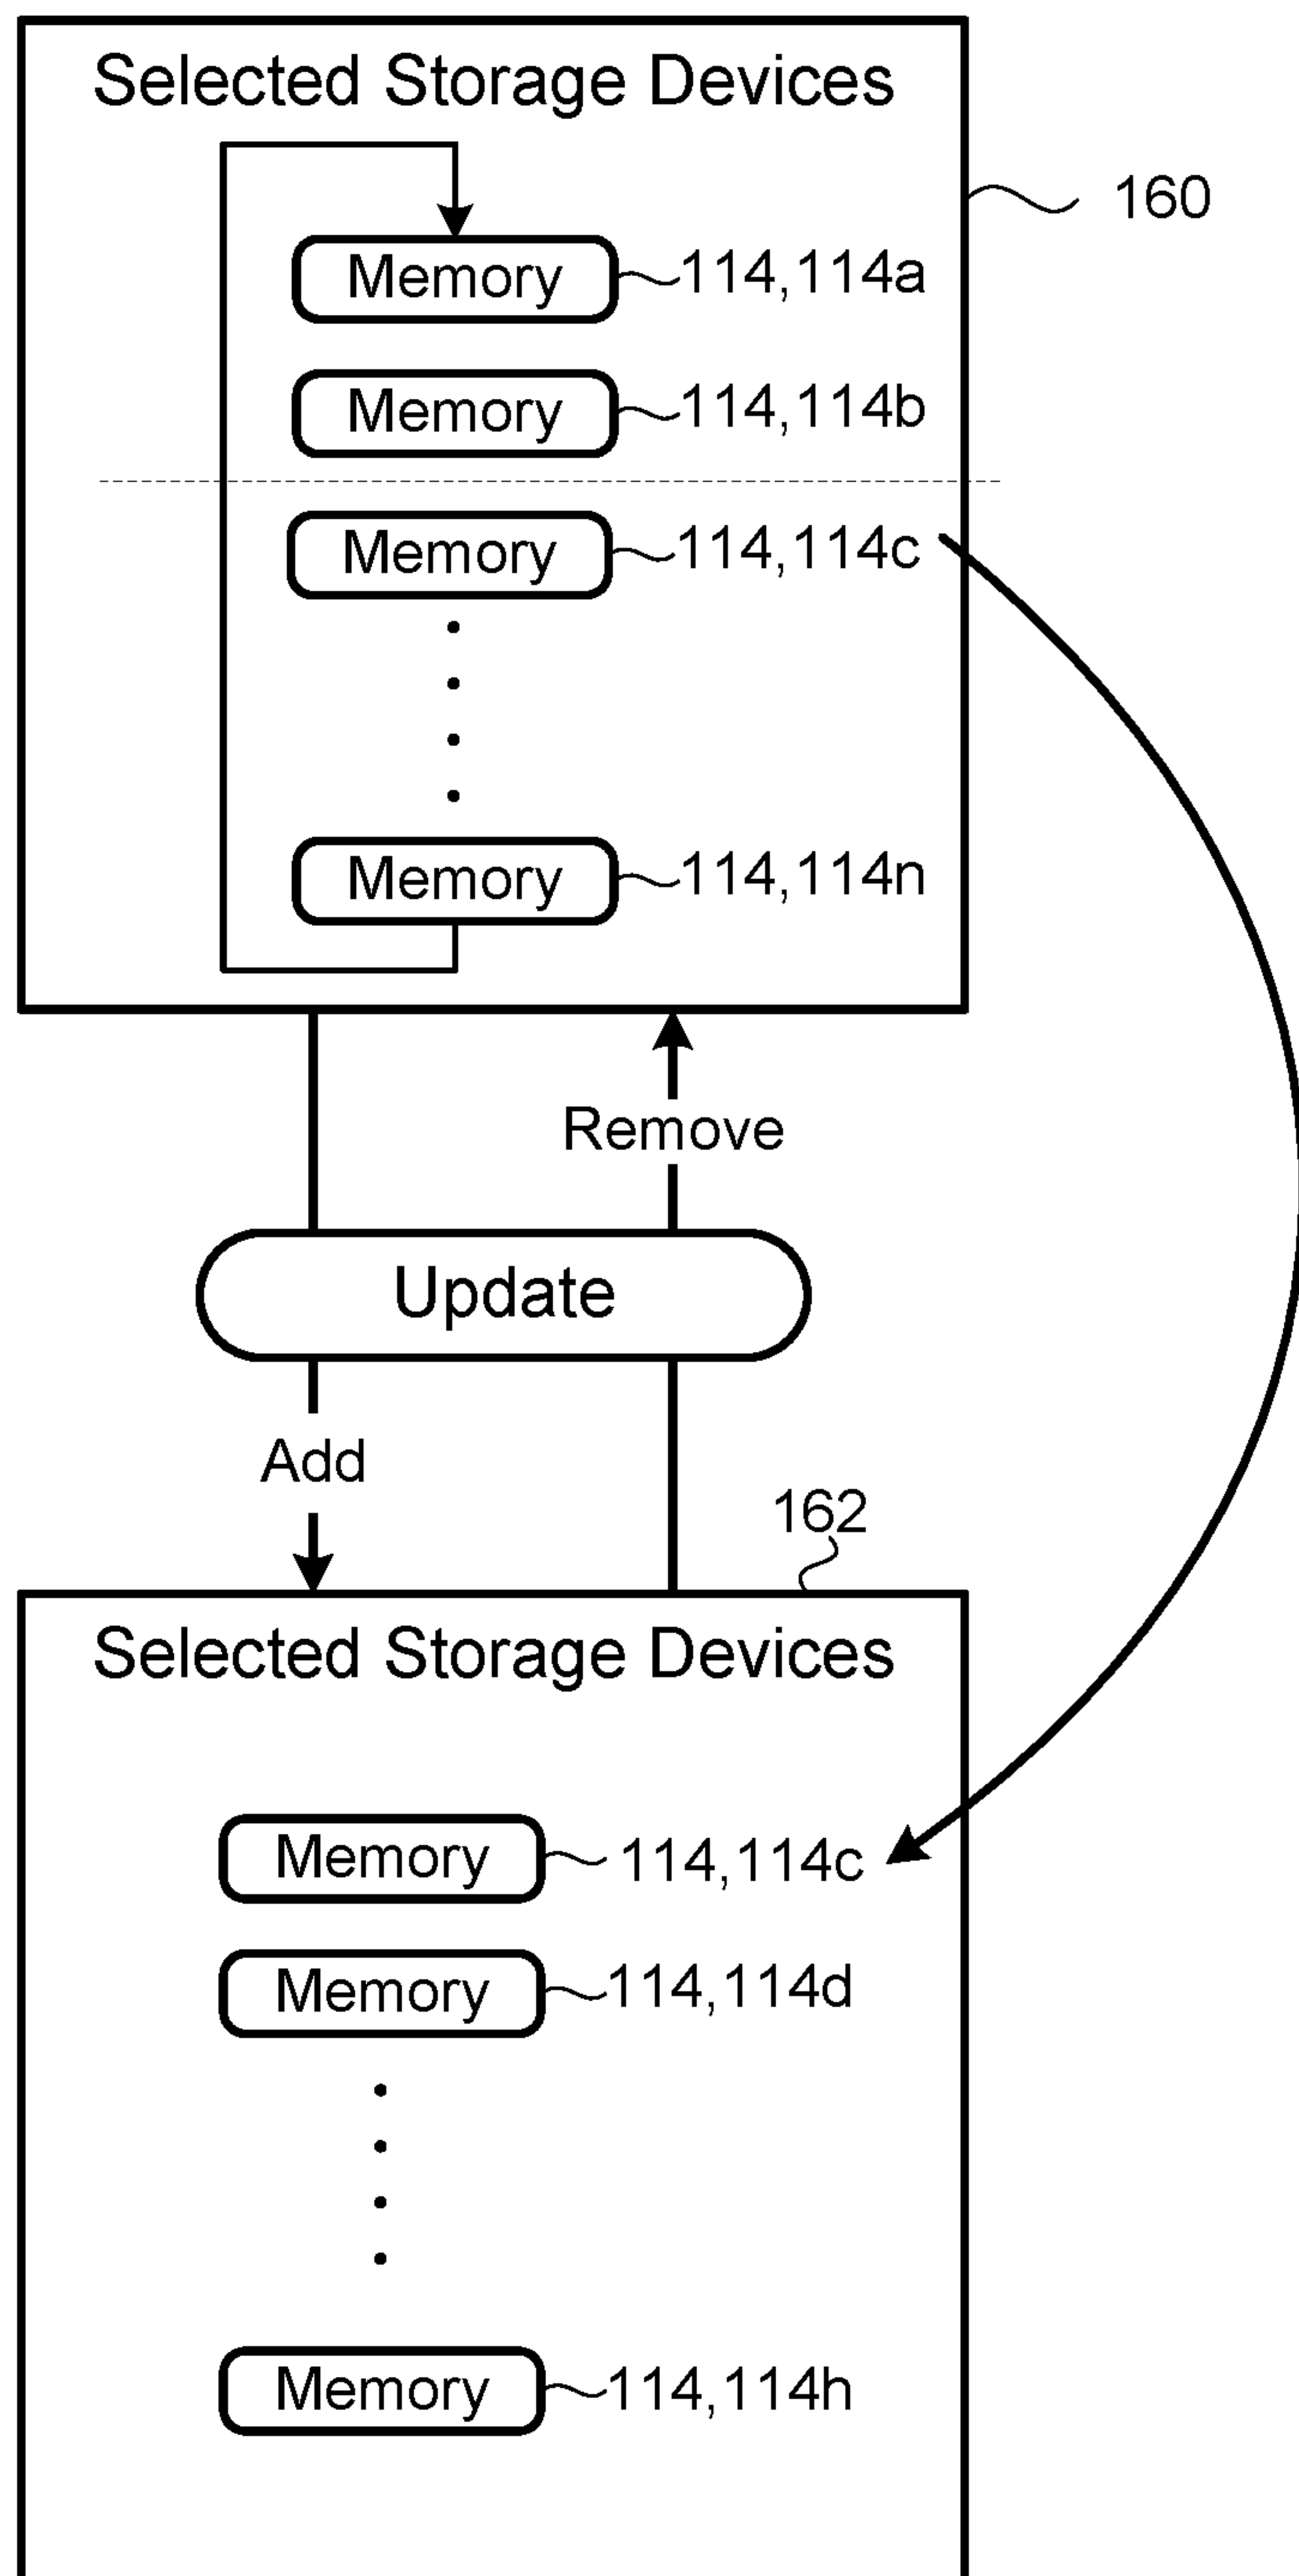 Selected Storage Devices
160
Memory 114,114a
Memory 114,114b
Memory 114,114c
Memory 114,114n
Remove
Update
Add
162
Selected Storage Devices
Memory 114,114c
Memory 114,114d
Memory 114,114h